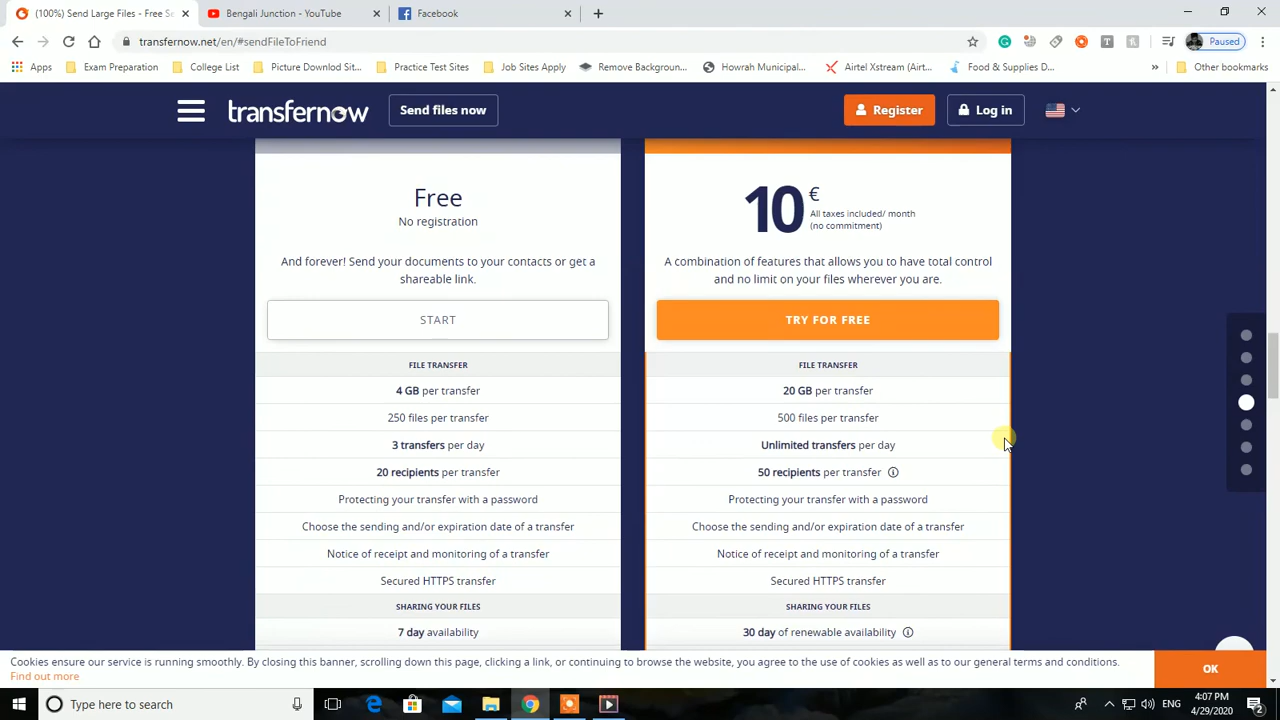 (100%) Send Large Files - Free Se
Bengali Junction - YouTube
Facebook
transfernow.net/en/#sendFileToFriend
Paused
Apps
Exam Preparation
College List
Picture Downlod Sit...
Practice Test Sites
Job Sites Apply
Remove Backgroun...
Howrah Municipal...
Airtel Xstream (Airt...
Food & Supplies D...
Other bookmarks
transfernow
Send files now
Register
Log in
Free
No registration
And forever! Send your documents to your contacts or get a
shareable link.
START
FILE TRANSFER
4 GB per transfer
250 files per transfer
3 transfers per day
20 recipients per transfer
Protecting your transfer with a password
Choose the sending and/or expiration date of a transfer
Notice of receipt and monitoring of a transfer
Secured HTTPS transfer
SHARING YOUR FILES
7 day availability
10 €
All taxes included/ month
(no commitment)
A combination of features that allows you to have total control
and no limit on your files wherever you are.
TRY FOR FREE
FILE TRANSFER
20 GB per transfer
500 files per transfer
Unlimited transfers per day
50 recipients per transfer
Protecting your transfer with a password
Choose the sending and/or expiration date of a transfer
Notice of receipt and monitoring of a transfer
Secured HTTPS transfer
SHARING YOUR FILES
30 day of renewable availability
Cookies ensure our service is running smoothly. By closing this banner, scrolling down this page, clicking a link, or continuing to browse the website, you agree to the use of cookies as well as to our general terms and conditions.
Find out more
OK
Type here to search
ENG
4:07 PM
4/29/2020
2